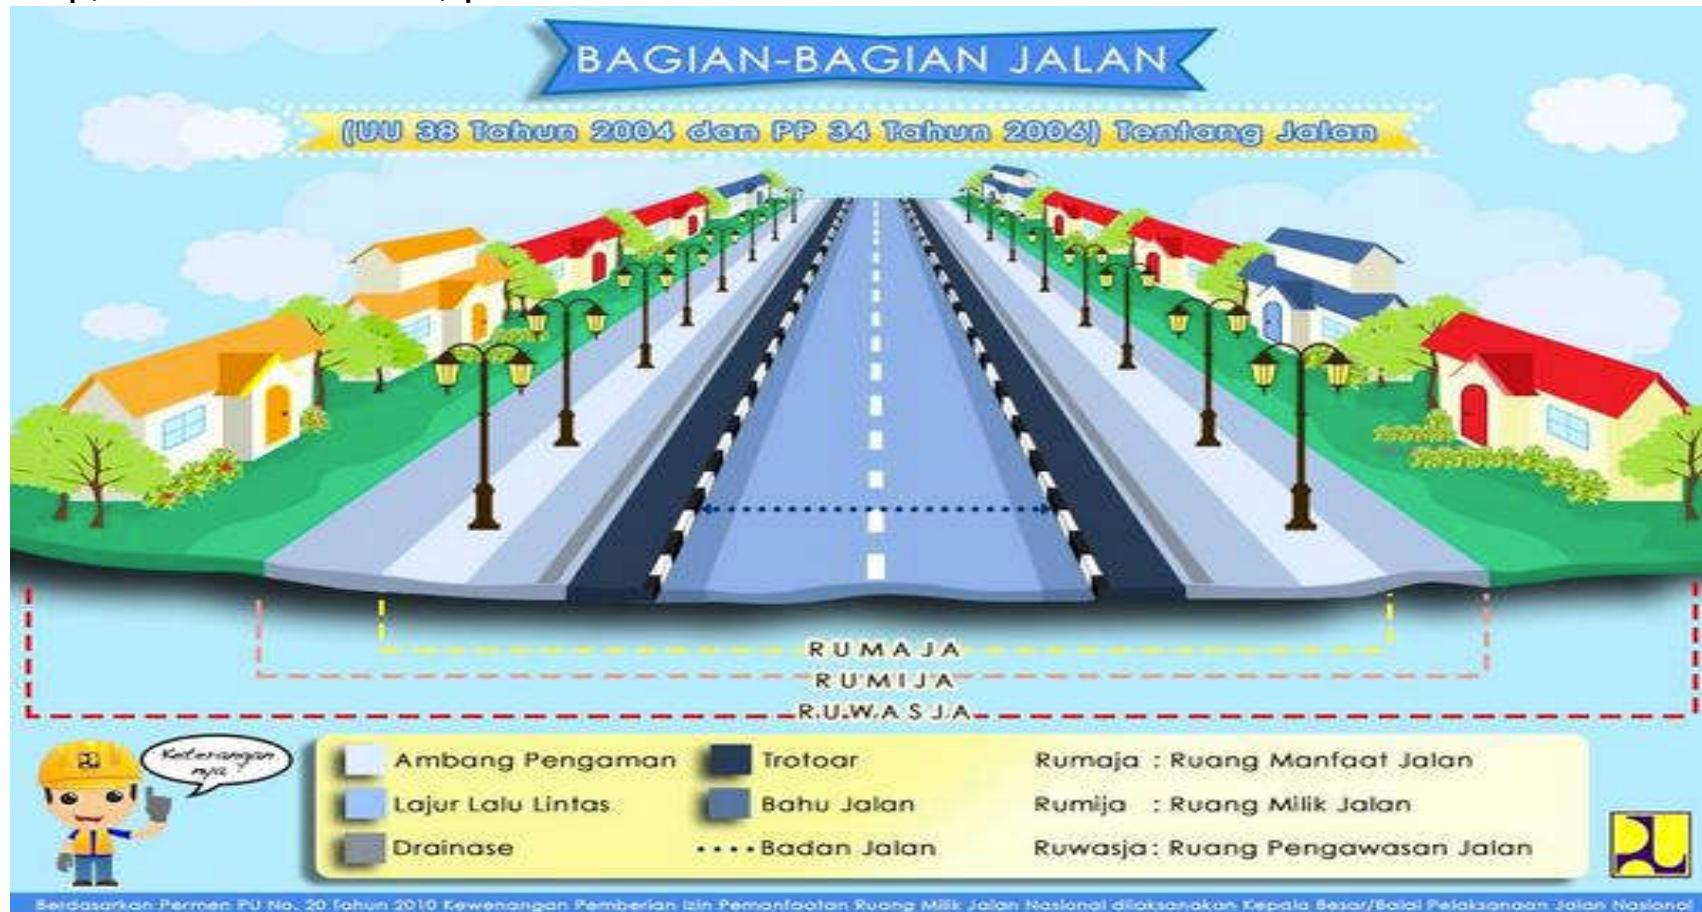 BAGIAN-BAGIAN JALAN
(UU 38 Tahun 2004 dan PP 34 Tahun 2006) Tentang Jalan
RUMAJA
RUMIJA
RUWASJA
Keterangan
nya
Ambang Pengaman
Trotoar
Rumaja : Ruang Manfaat Jalan
Lajur Lalu Lintas
Bahu Jalan
Rumija : Ruang Milik Jalan
Drainase
Badan Jalan
Ruwasja : Ruang Pengawasan Jalan
Berdasarkan Permen PU No. 20 Tahun 2010 Kewenangan Pemberian Izin Pemanfaatan Ruang Milik Jalan Nasional dilaksanakan Kepala Besar/Balai Pelaksanaan Jalan Nasional